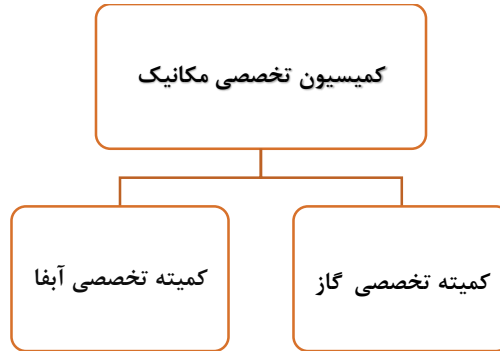 کمیسیون تخصصی مکانیک
کمیته تخصصی گاز
کمیته تخصصی آبفا